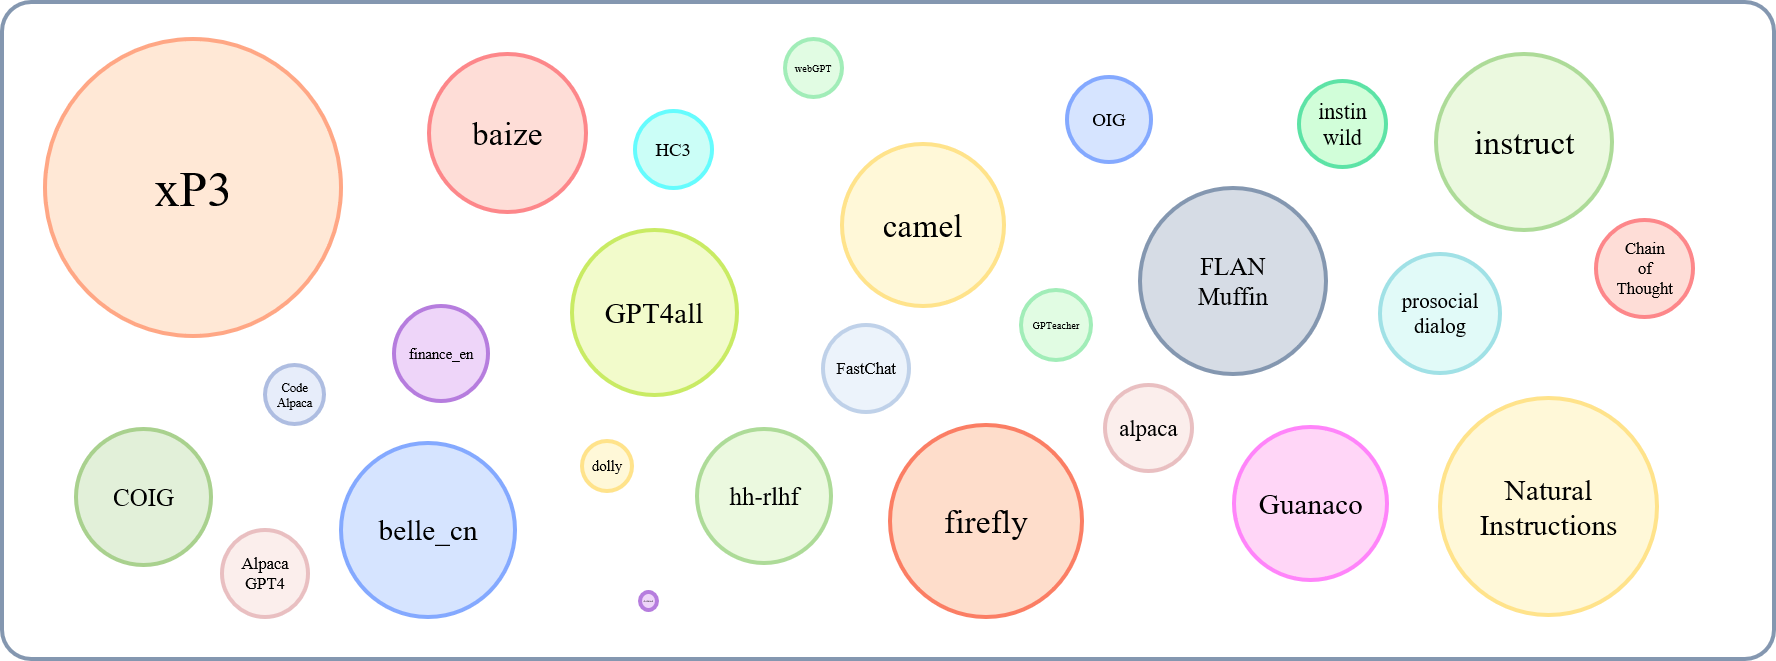 xP3
baize
webGPT
HC3
OIG
instin
wild
instruct
camel
GPT4all
FLAN
Muffin
Chain
of
Thought
prosocial
dialog
GPTeacher
finance_en
FastChat
Code
Alpaca
alpaca
COIG
belle_cn
dolly
hh-rlhf
firefly
Guanaco
Natural
Instructions
Alpaca
GPT4